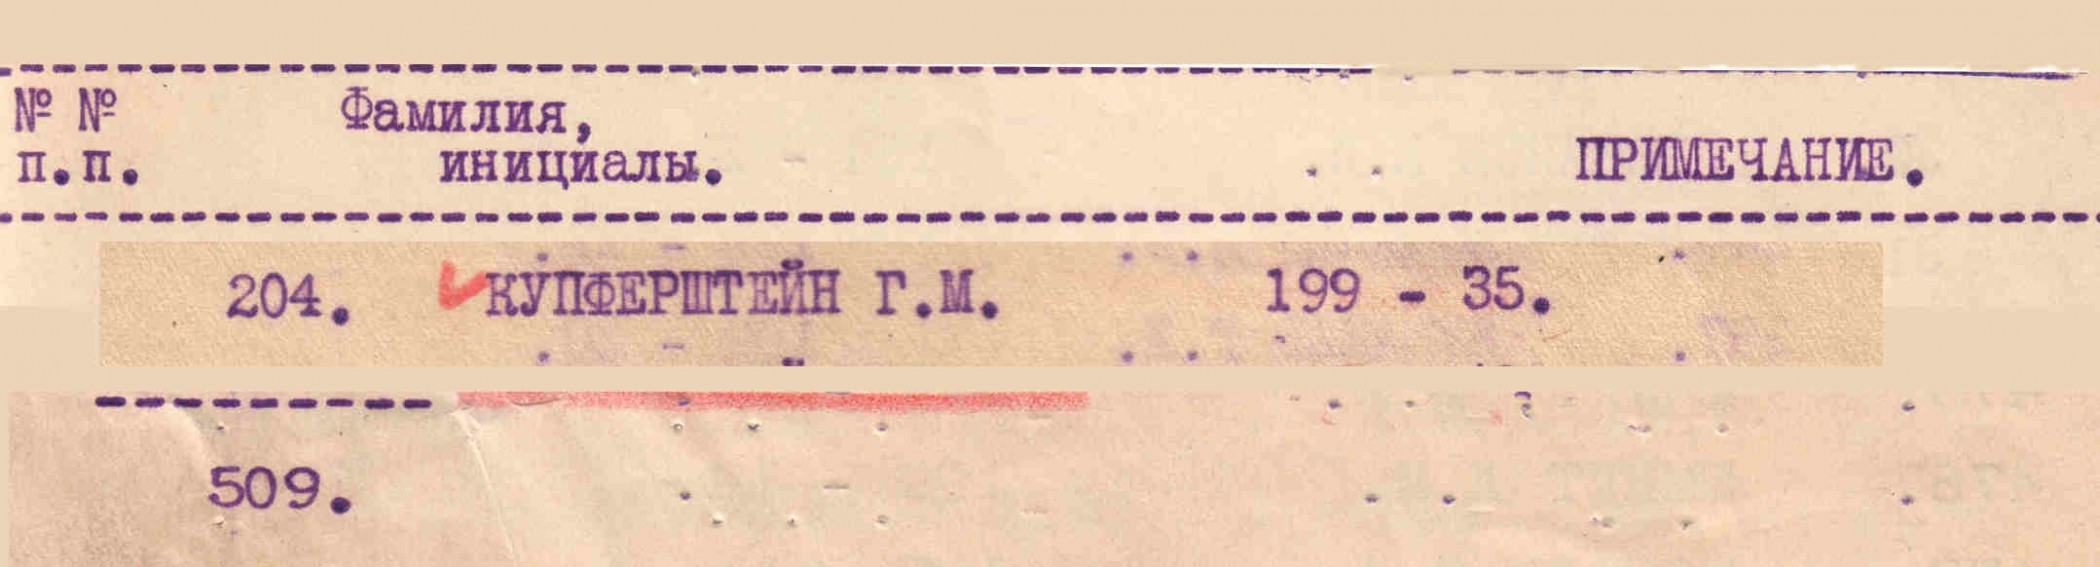 № № Фамилия,
п.п. инициалы. ПРИМЕЧАНИЕ.
204. КУПФЕРШТЕЙН Г.М. 199 - 35.
509.